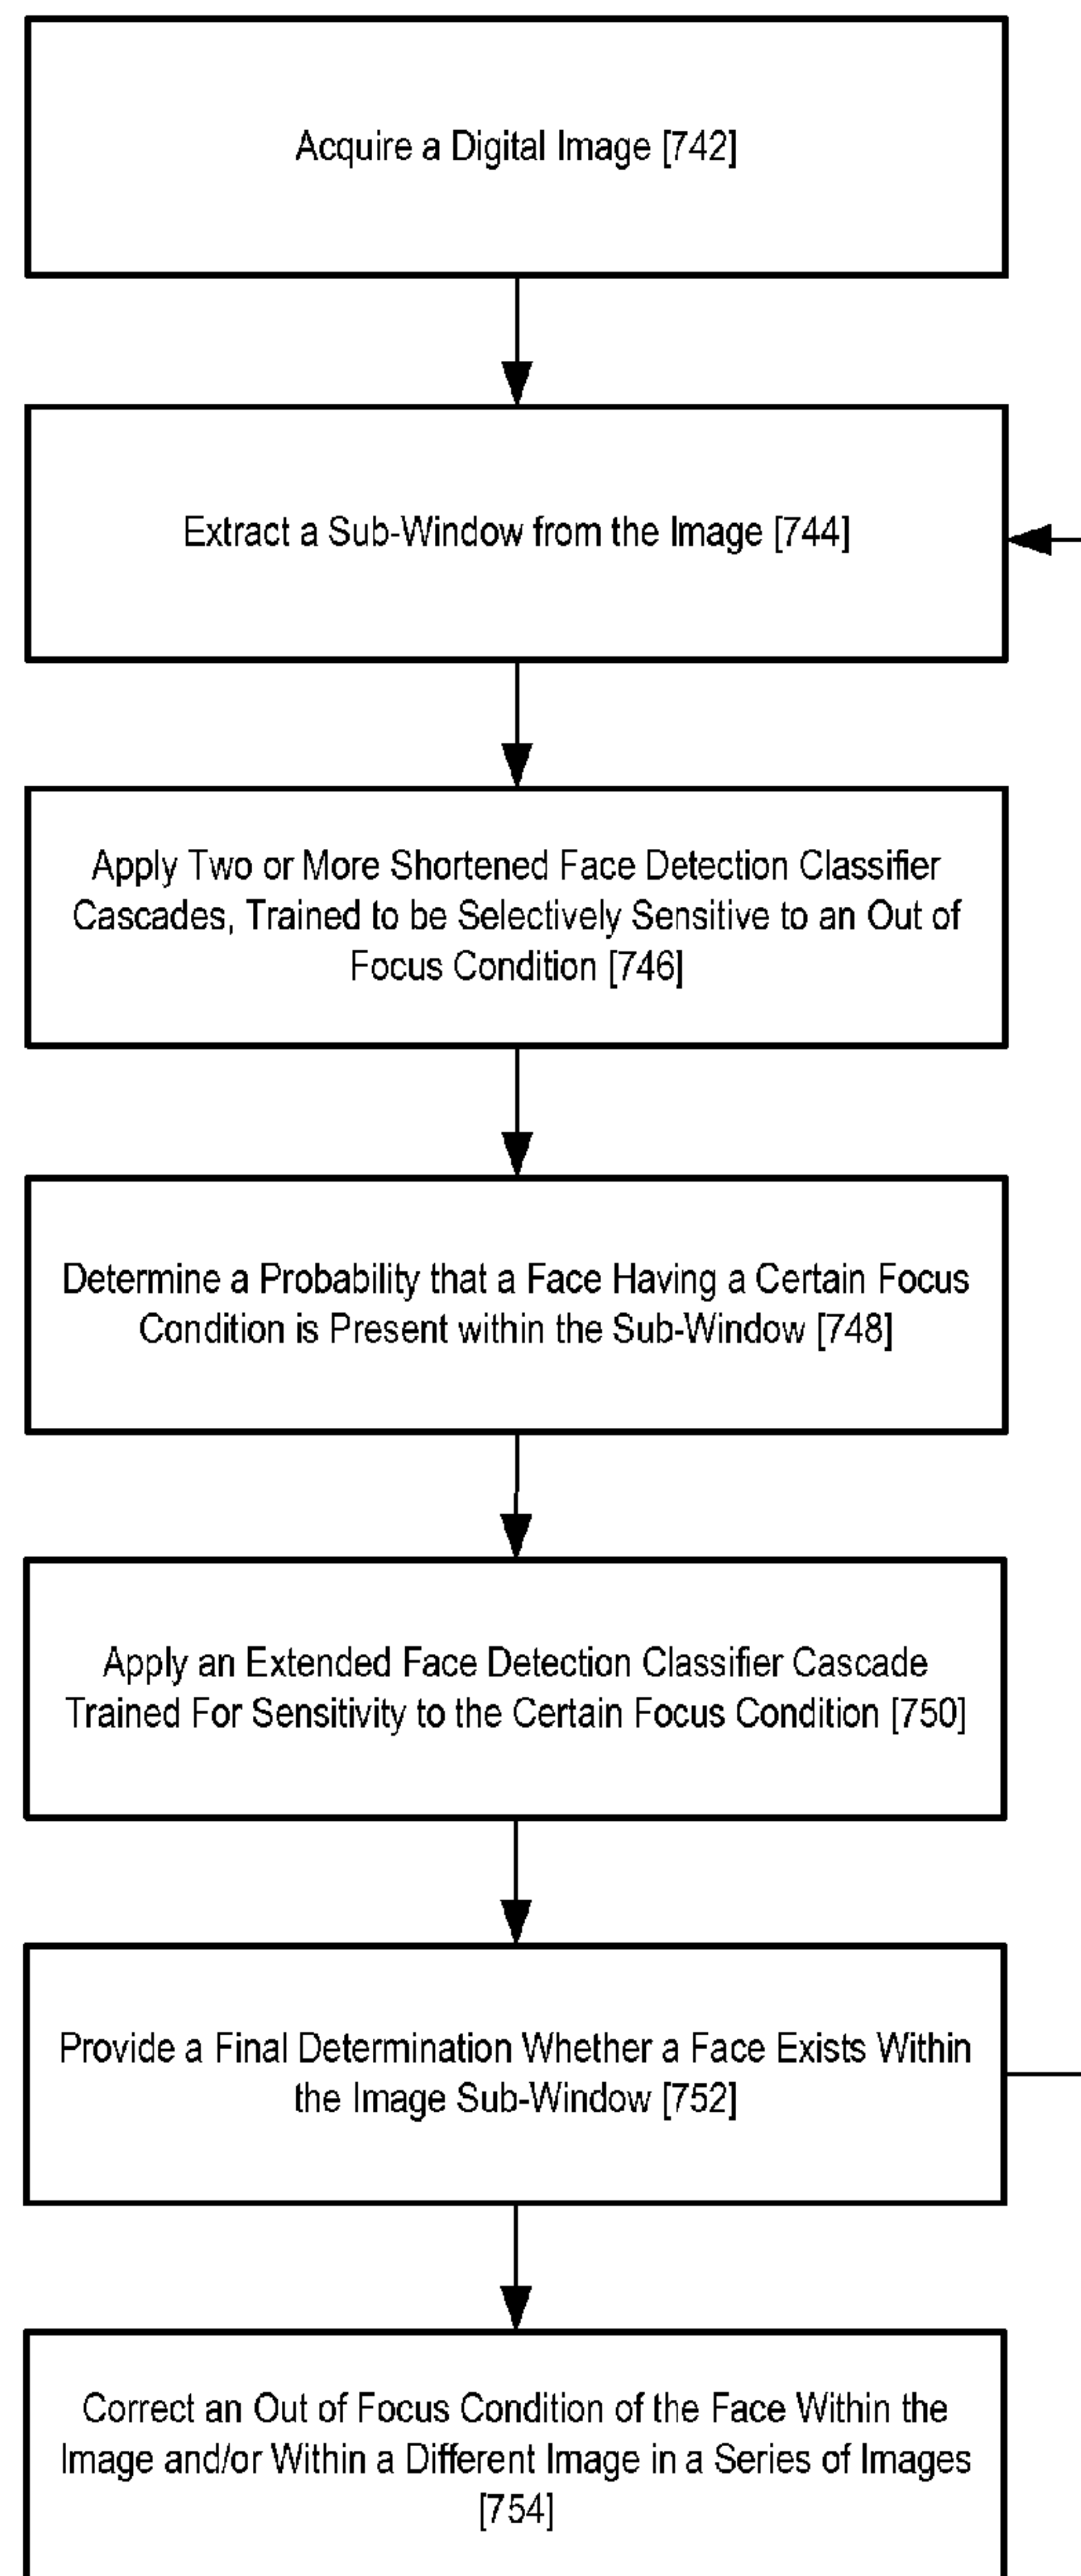 Acquire a Digital Image [742]
Extract a Sub-Window from the Image [744]
Apply Two or More Shortened Face Detection Classifier
Cascades, Trained to be Selectively Sensitive to an Out of
Focus Condition [746]
Determine a Probability that a Face Having a Certain Focus
Condition is Present within the Sub-Window [748]
Apply an Extended Face Detection Classifier Cascade
Trained For Sensitivity to the Certain Focus Condition [750]
Provide a Final Determination Whether a Face Exists Within
the Image Sub-Window [752]
Correct an Out of Focus Condition of the Face Within the
Image and/or Within a Different Image in a Series of Images
[754]